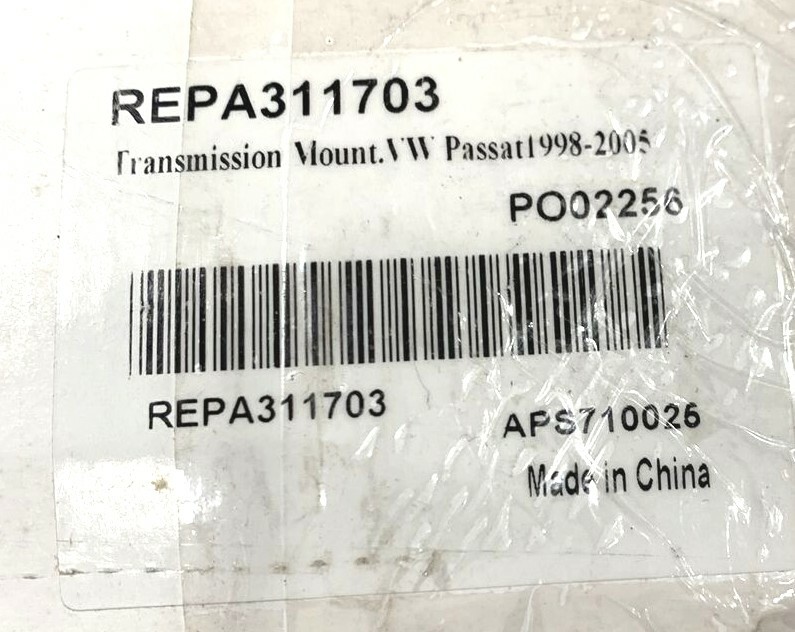 REPA311703
Transmission Mount.VW Passat1998-2005
PO02256
REPA311703
APS710026
Made in China